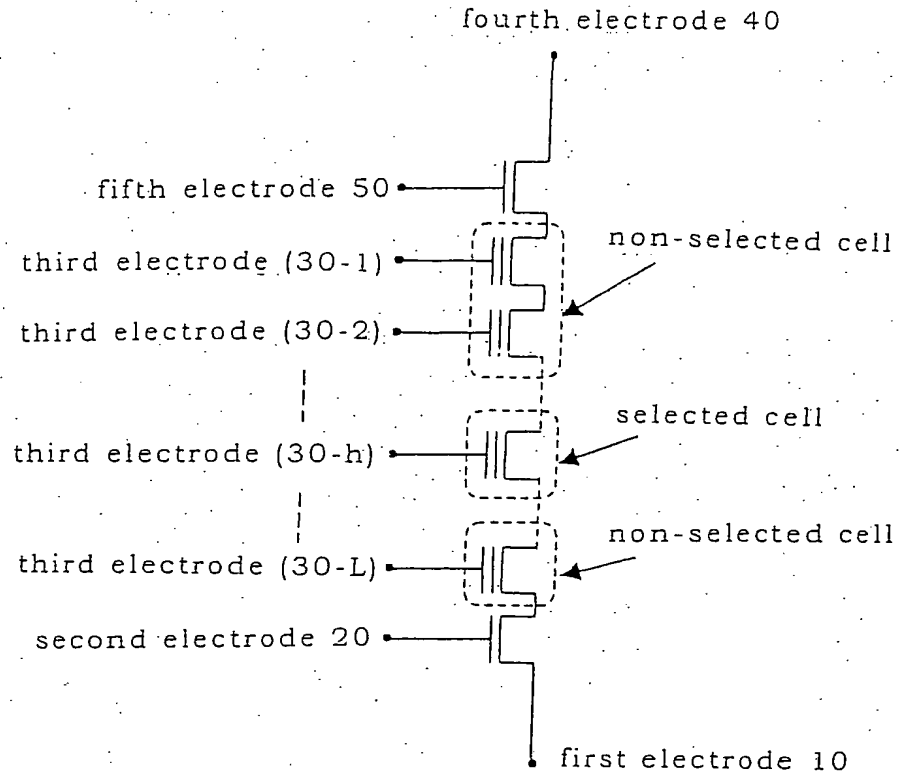 fourth electrode 40
fifth electrode 50
non-selected cell
third electrode (30-1)
third electrode (30-2)
selected cell
third electrode (30-h)
non-selected cell
third electrode (30-L)
second electrode 20
first electrode 10